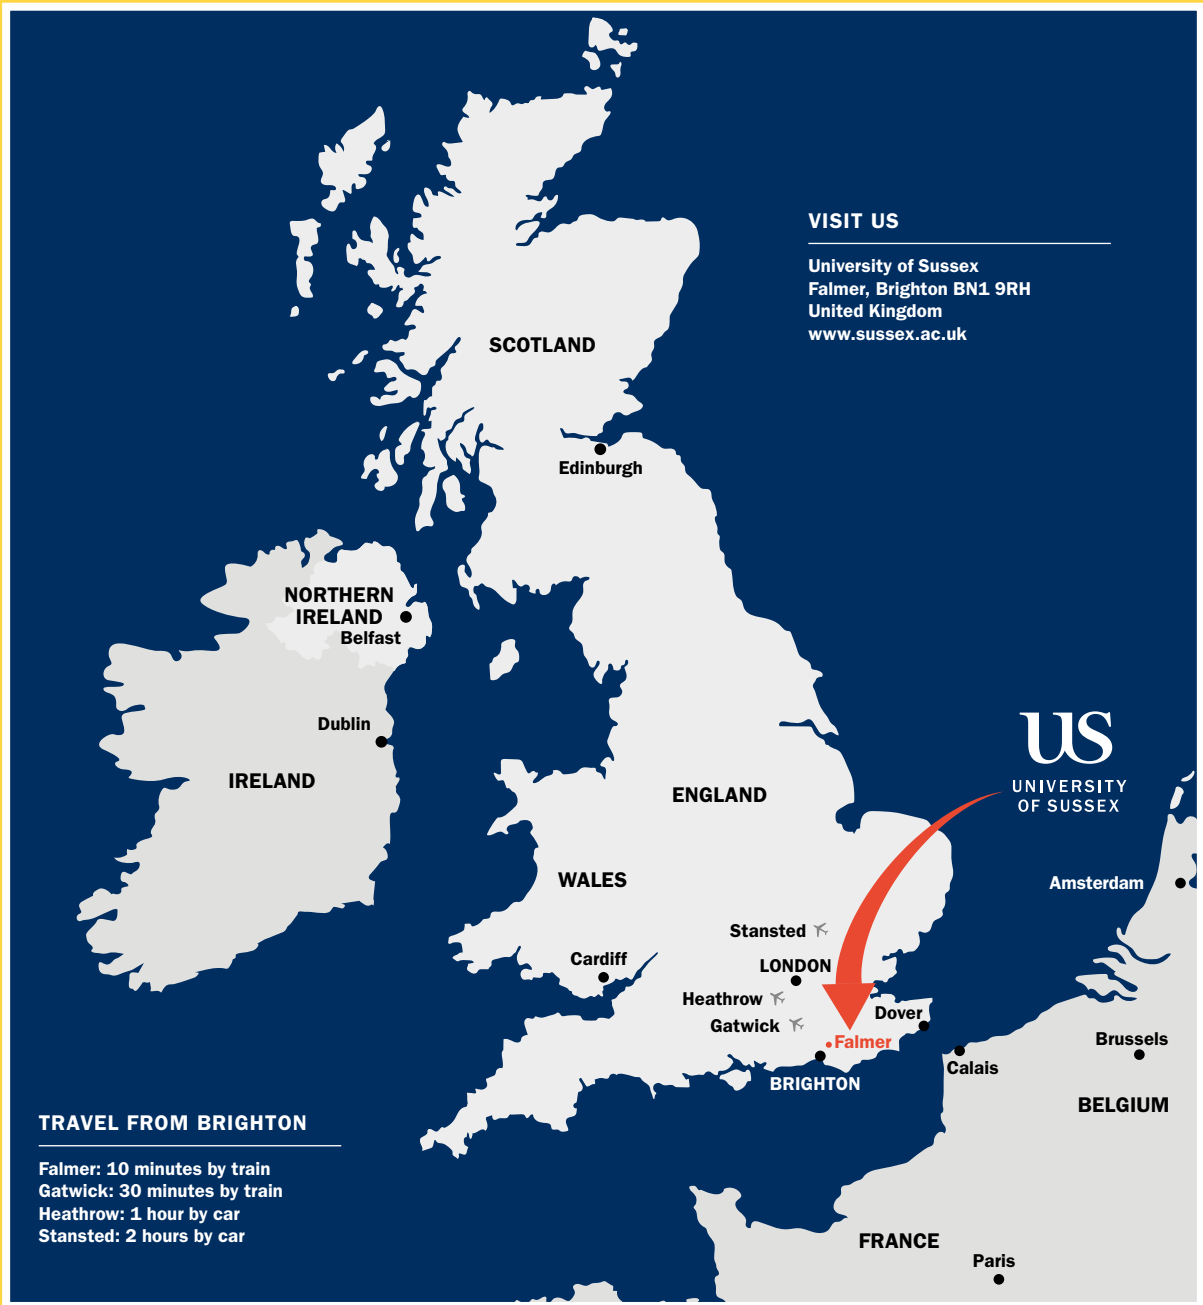 VISIT US
University of Sussex
Falmer, Brighton BN1 9RH
United Kingdom
www.sussex.ac.uk
SCOTLAND
Edinburgh
NORTHERN
IRELAND
Belfast
Dublin
IRELAND
US
UNIVERSITY
OF SUSSEX
ENGLAND
WALES
Amsterdam
Stansted
Cardiff
LONDON
Heathrow
Gatwick
Dover
Falmer
Brussels
Calais
BRIGHTON
BELGIUM
TRAVEL FROM BRIGHTON
Falmer: 10 minutes by train
Gatwick: 30 minutes by train
Heathrow: 1 hour by car
Stansted: 2 hours by car
FRANCE
Paris